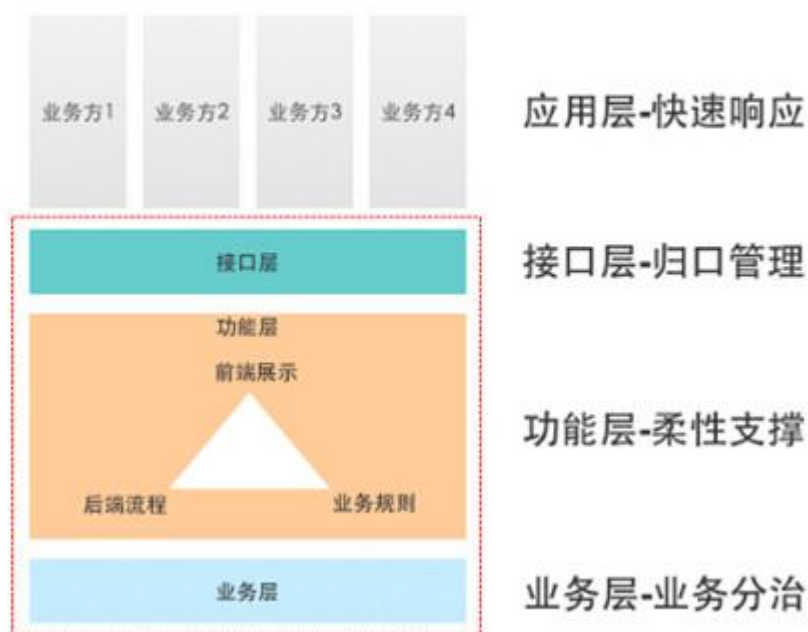 业务方1 业务方2 业务方3 业务方4 应用层-快速响应
接口层 接口层-归口管理
功能层
前端展示
功能层-柔性支撑
后端流程 业务规则
业务层 业务层-业务分治